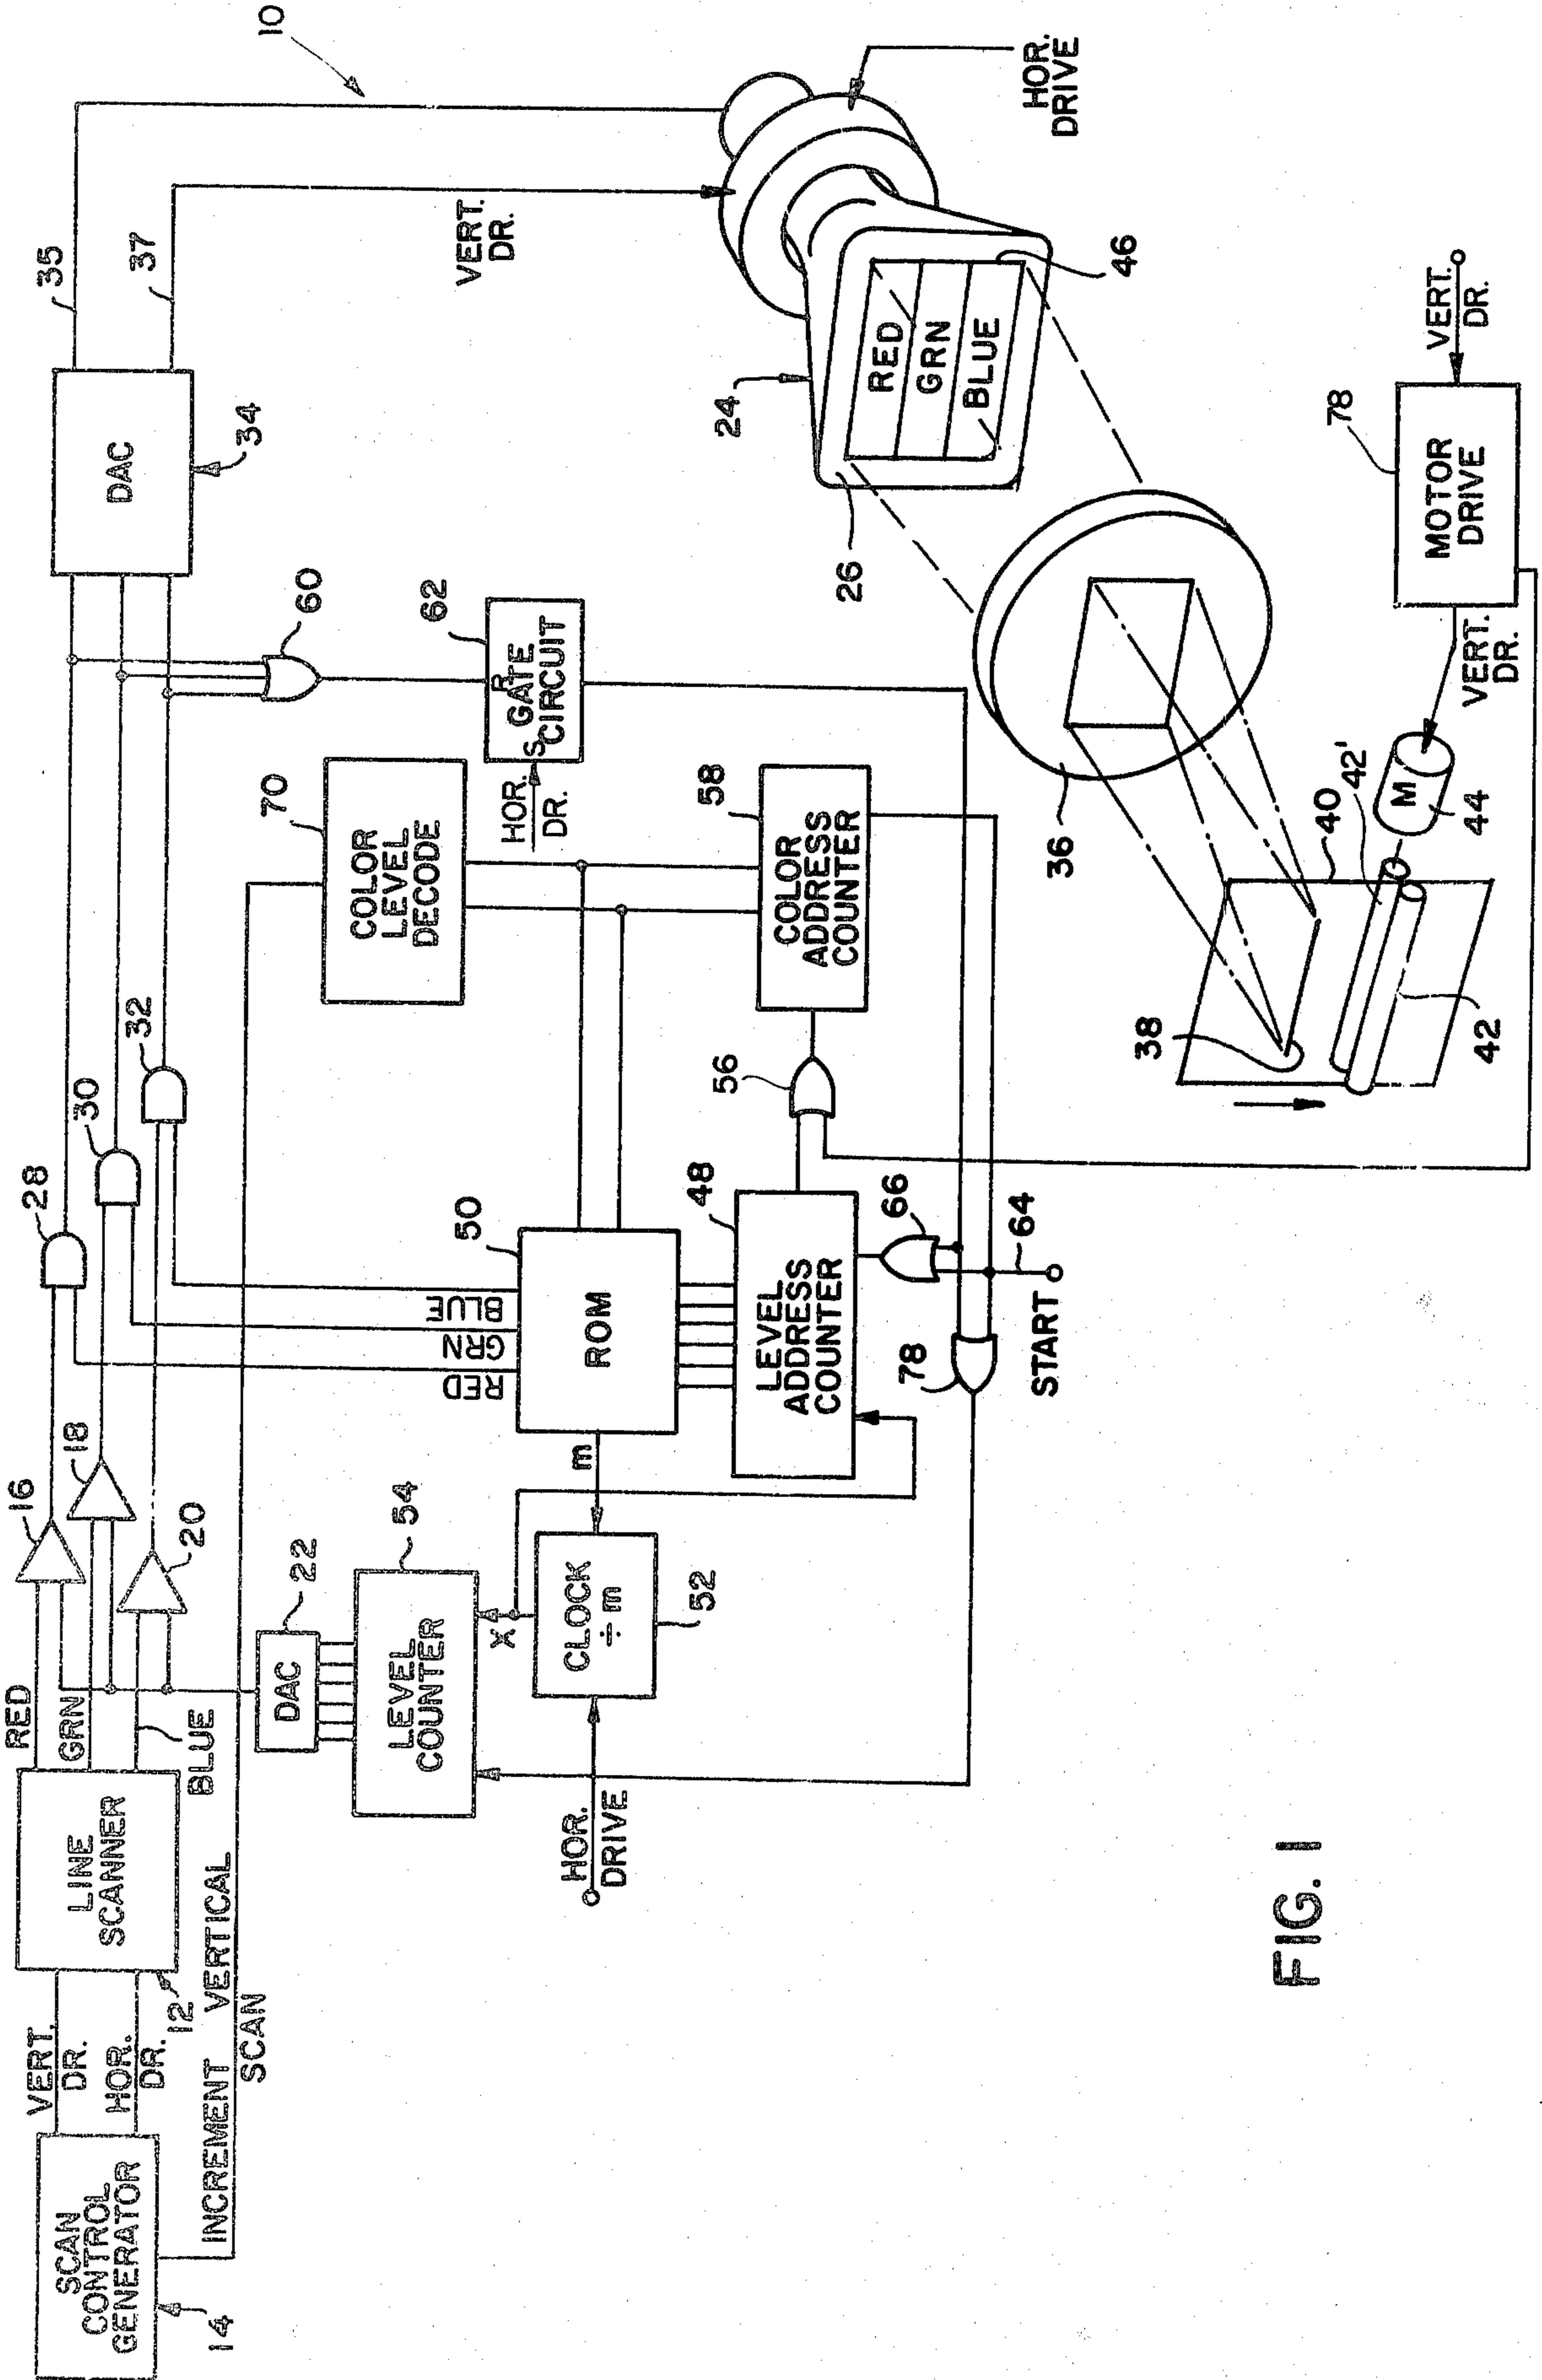 10
35
37
DAC
34
VERT.
DR.
HOR.
DRIVE
24
26
RED
GRN
BLUE
46
SCAN
CONTROL
GENERATOR
14
VERT.
DR.
HOR.
DR.
INCREMENT VERTICAL
SCAN
LINE
SCANNER
12
RED
GRN
BLUE
16
18
20
28
30
32
60
62
R
S GATE
CIRCUIT
HOR.
DR.
70
COLOR
LEVEL
DECODE
22
DAC
54
LEVEL
COUNTER
X
CLOCK
÷ m
52
HOR.
DRIVE
m
50
ROM
RED
GRN
BLUE
48
LEVEL
ADDRESS
COUNTER
56
58
COLOR
ADDRESS
COUNTER
66
64
78
START
36
38
40
42'
42
M
44
VERT.
DR.
MOTOR
DRIVE
78
VERT.
DR.
FIG. 1